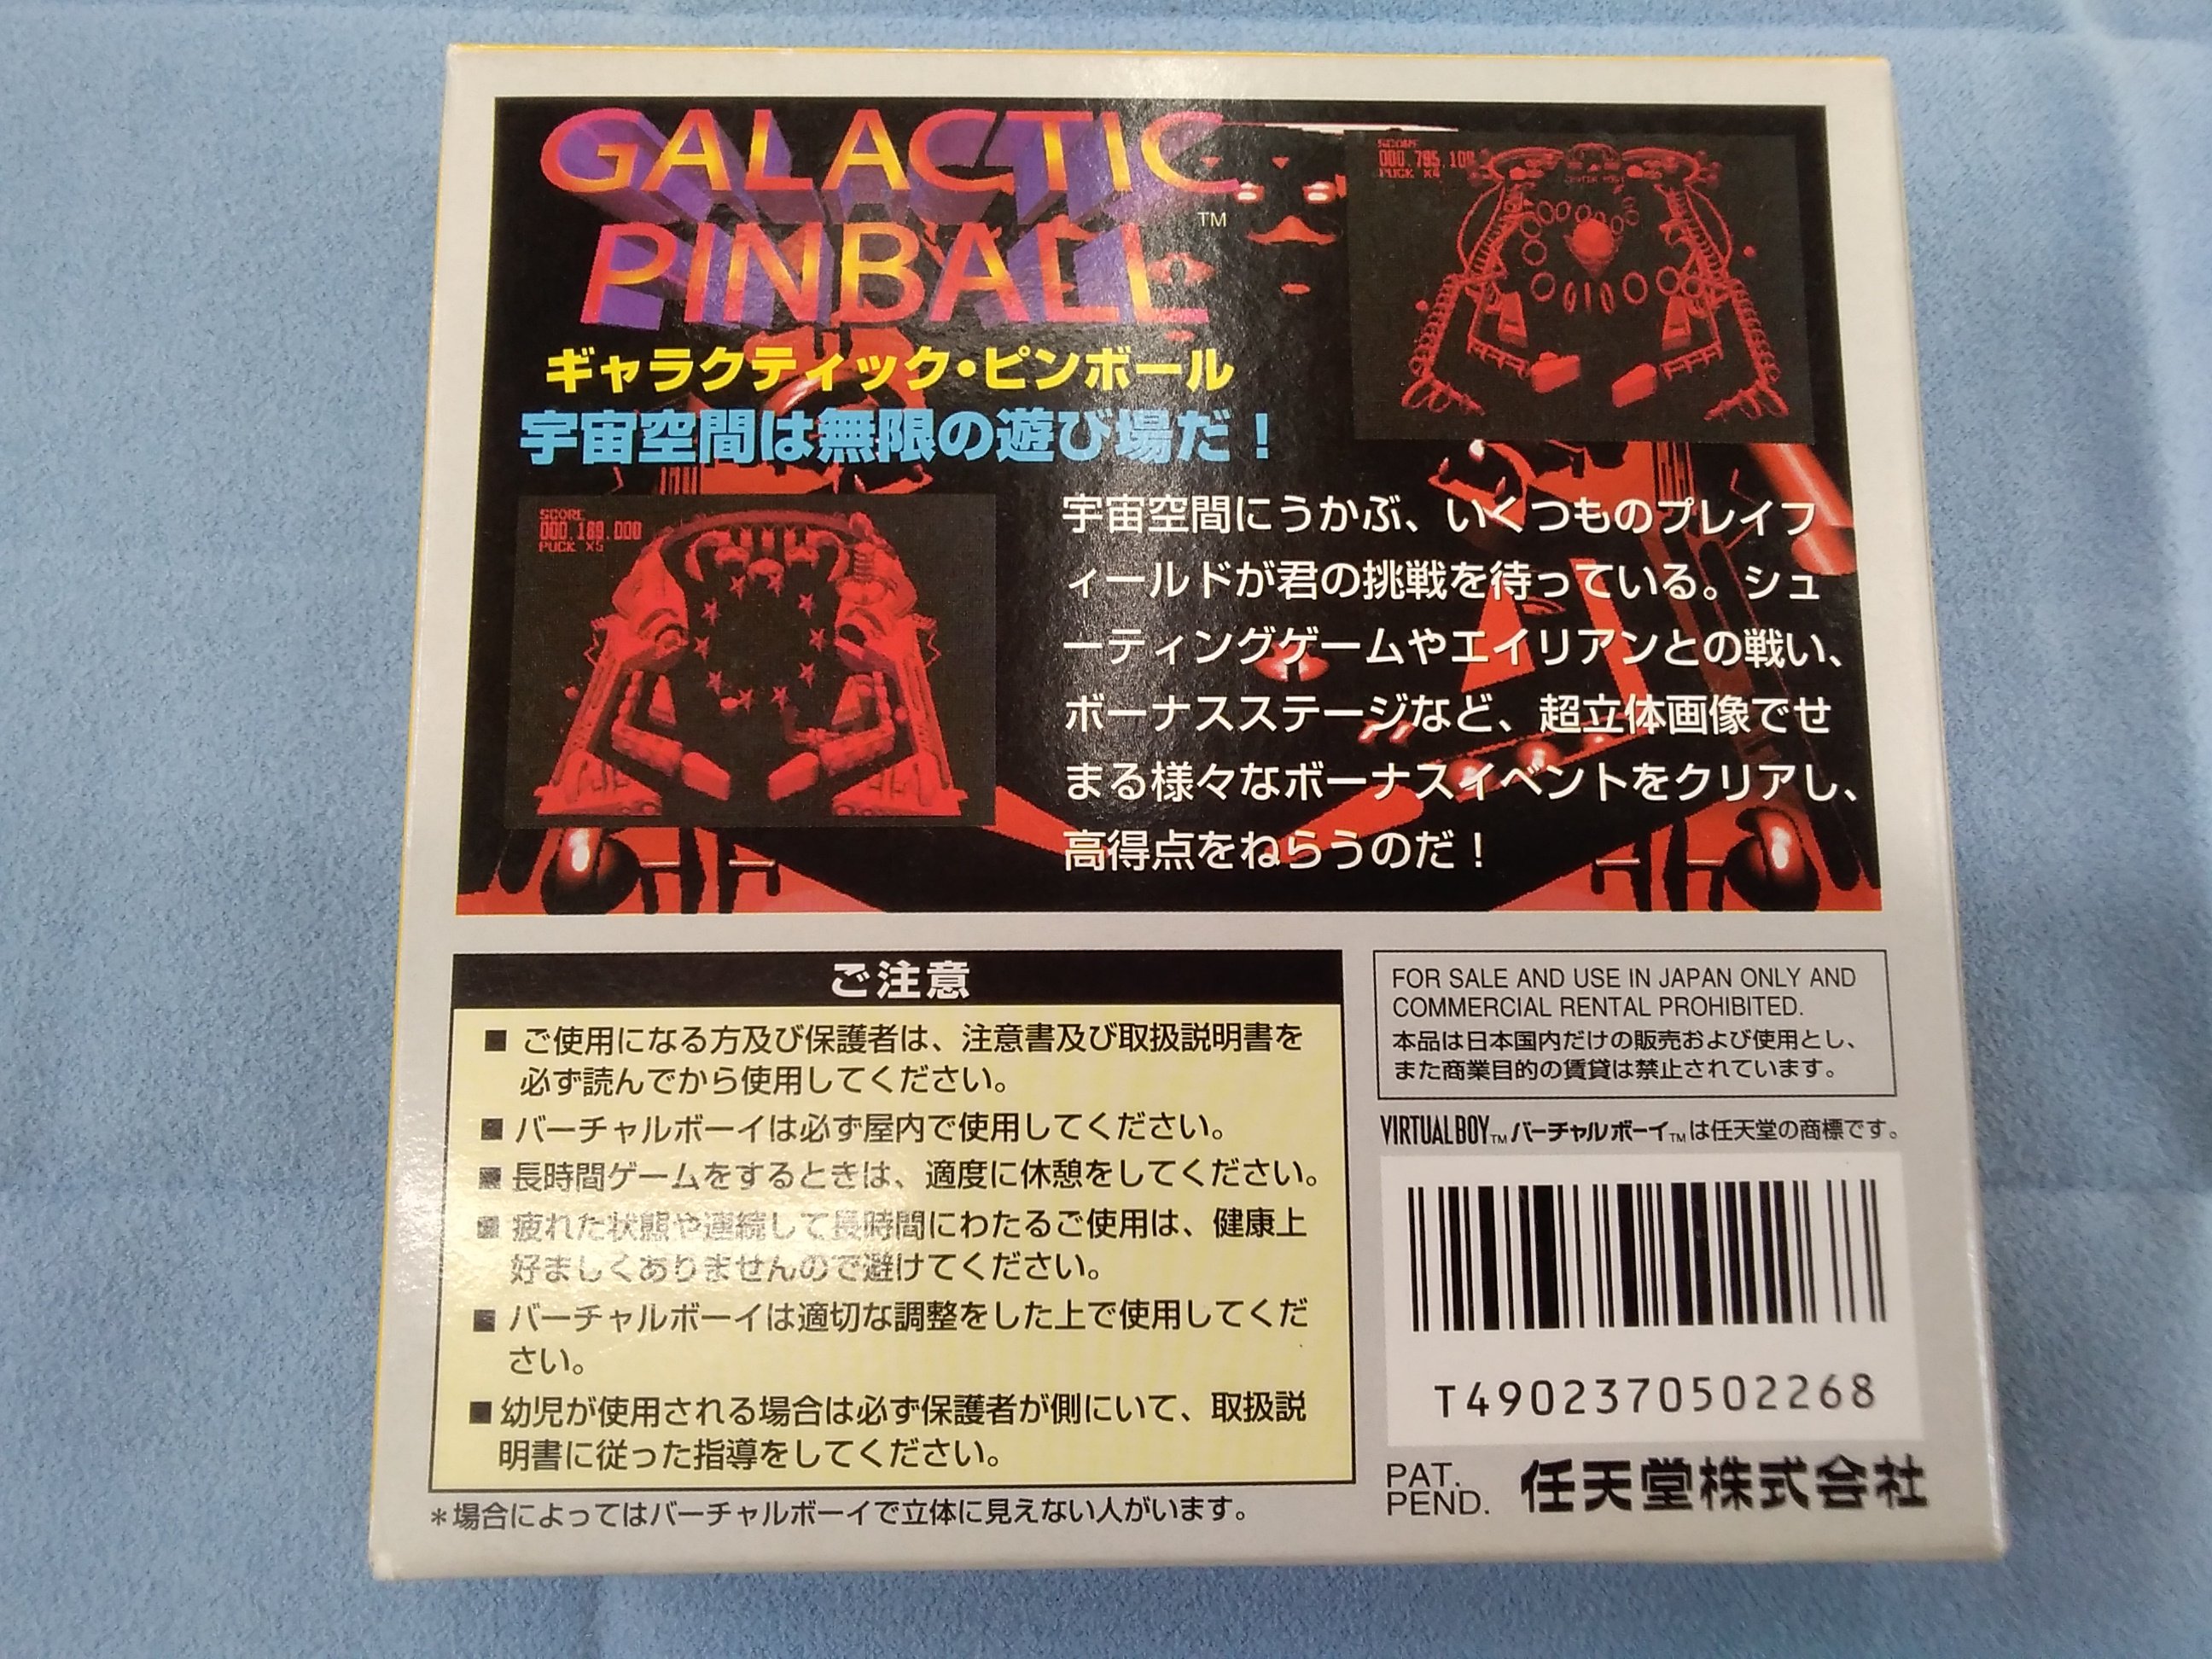 GALACTIC
PINBALL
TM
ギャラクティック・ピンボール
宇宙空間は無限の遊び場だ！
SCORE
000,795,100
PUCK X4
SCORE
000,189,000
PUCK X5
宇宙空間にうかぶ、いくつものプレイフ
ィールドが君の挑戦を待っている。シュ
ーティングゲームやエイリアンとの戦い、
ボーナスステージなど、超立体画像でせ
まる様々なボーナスイベントをクリアし、
高得点をねらうのだ！
ご注意
■ ご使用になる方及び保護者は、注意書及び取扱説明書を
必ず読んでから使用してください。
■ バーチャルボーイは必ず屋内で使用してください。
■ 長時間ゲームをするときは、適度に休憩をしてください。
■ 疲れた状態や連続して長時間にわたるご使用は、健康上
好ましくありませんので避けてください。
■ バーチャルボーイは適切な調整をした上で使用してくだ
さい。
■ 幼児が使用される場合は必ず保護者が側にいて、取扱説
明書に従った指導をしてください。
＊場合によってはバーチャルボーイで立体に見えない人がいます。
FOR SALE AND USE IN JAPAN ONLY AND
COMMERCIAL RENTAL PROHIBITED.
本品は日本国内だけの販売および使用とし、
また商業目的の賃貸は禁止されています。
VIRTUAL BOY TM バーチャルボーイ TM は任天堂の商標です。
T4902370502268
PAT.
PEND.
任天堂株式会社